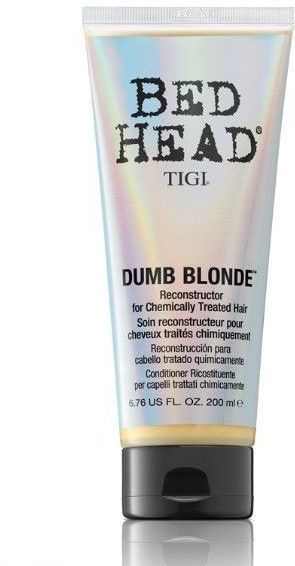 BED
HEAD®
TIGI®
DUMB BLONDE™
Reconstructor
for Chemically Treated Hair
Soin reconstructeur pour
cheveux traités chimiquement
Reconstrucción para
cabello tratado químicamente
Conditioner Ricostituente
per capelli trattati chimicamente
6.76 US FL. OZ. 200 ml e